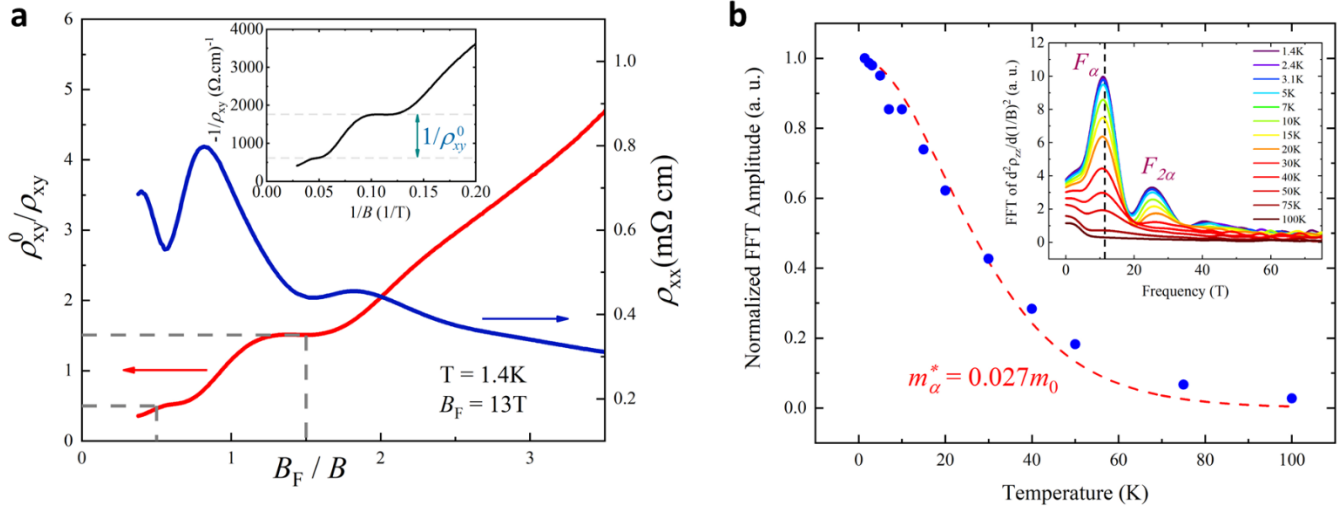 a
6
5
4
3
2
1
0
ρ⁰xy/ρxy
0
1
2
3
B_F / B
1.0
0.8
0.6
0.4
0.2
ρxx(mΩ cm)
T = 1.4K
B_F = 13T
4000
3000
2000
1000
0
-1/ρxy (Ω.cm)⁻¹
0.00
0.05
0.10
0.15
0.20
1/B (1/T)
1/ρ⁰xy
b
1.0
0.8
0.6
0.4
0.2
0.0
Normalized FFT Amplitude (a. u.)
0
20
40
60
80
100
Temperature (K)
m*α = 0.027m₀
12
10
8
6
4
2
0
FFT of d²ρzz/d(1/B)² (a. u.)
0
20
40
60
Frequency (T)
Fα
F2α
1.4K
2.4K
3.1K
5K
7K
10K
15K
20K
30K
40K
50K
75K
100K